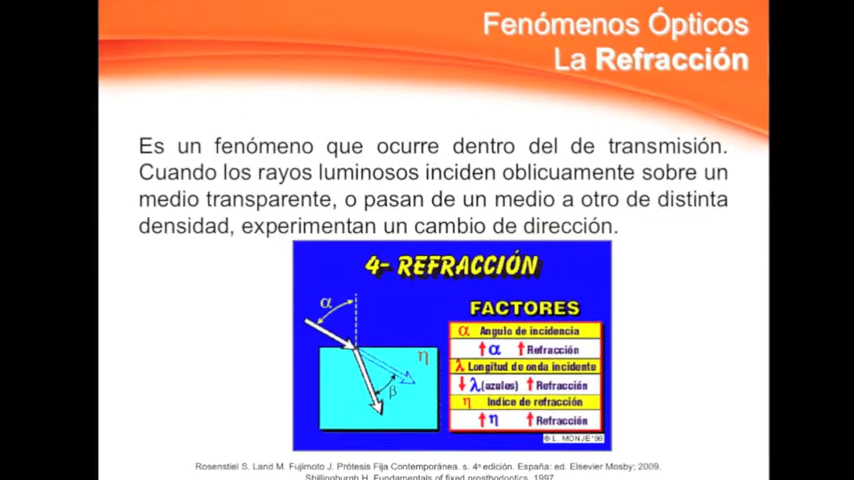 Fenómenos Ópticos
La Refracción
Es un fenómeno que ocurre dentro del de transmisión.
Cuando los rayos luminosos inciden oblicuamente sobre un
medio transparente, o pasan de un medio a otro de distinta
densidad, experimentan un cambio de dirección.
4- REFRACCIÓN
α
η
β
FACTORES
α Angulo de incidencia
↑α ↑Refracción
λ Longitud de onda incidente
↓λ(azules) ↑Refracción
η Indice de refracción
↑η ↑Refracción
© L. MONJE'98
Rosenstiel S. Land M. Fujimoto J. Prótesis Fija Contemporánea. s. 4ª edición. España: ed. Elsevier Mosby; 2009.
Shillingburgh H. Fundamentals of fixed prosthodontics. 1997.